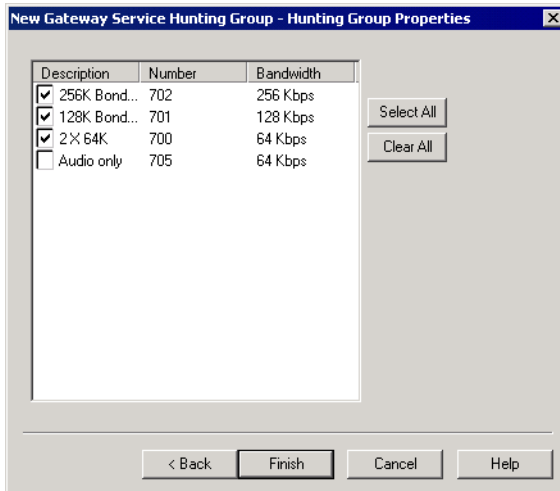 New Gateway Service Hunting Group - Hunting Group Properties
Description Number Bandwidth
256K Bond... 702 256 Kbps
128K Bond... 701 128 Kbps
2 X 64K 700 64 Kbps
Audio only 705 64 Kbps
Select All
Clear All
< Back Finish Cancel Help